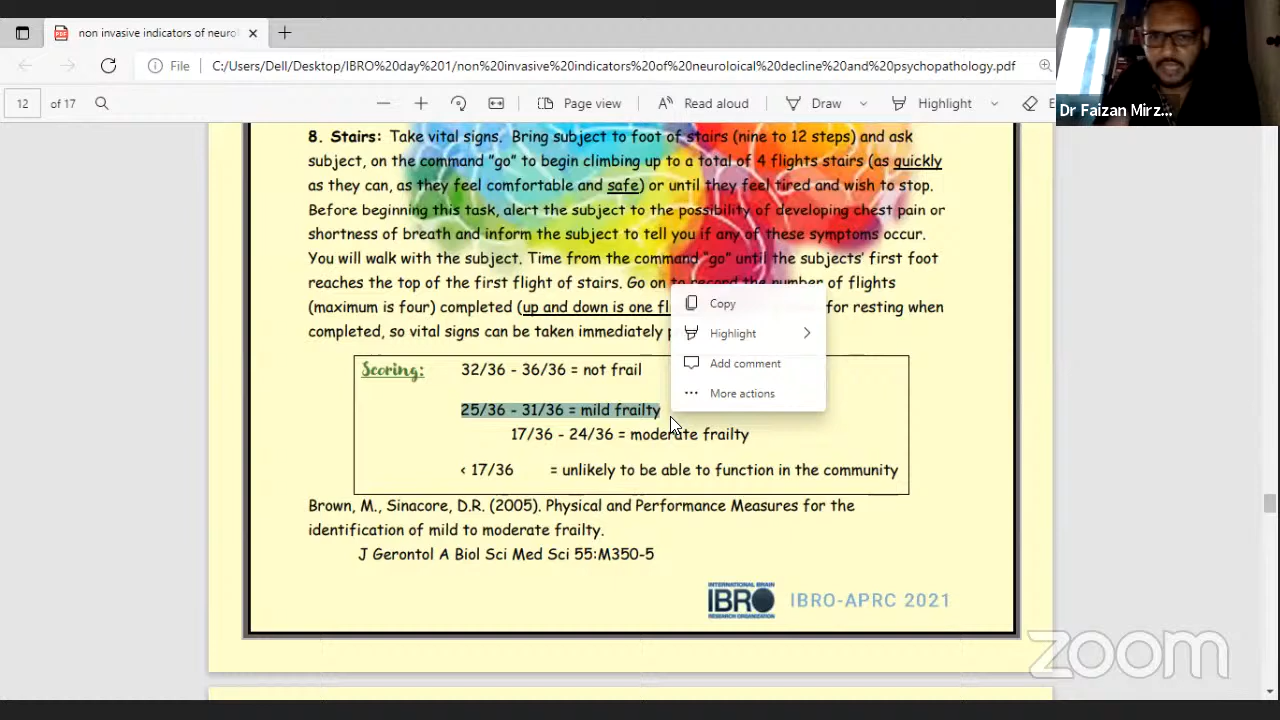 non invasive indicators of neurol
File
C:/Users/Dell/Desktop/IBRO%20day%201/non%20invasive%20indicators%20of%20neuroloical%20decline%20and%20psychopathology.pdf
12 of 17
Page view
Read aloud
Draw
Highlight
Dr Faizan Mirz...
8. Stairs: Take vital signs. Bring subject to foot of stairs (nine to 12 steps) and ask
subject, on the command "go" to begin climbing up to a total of 4 flights stairs (as quickly
as they can, as they feel comfortable and safe) or until they feel tired and wish to stop.
Before beginning this task, alert the subject to the possibility of developing chest pain or
shortness of breath and inform the subject to tell you if any of these symptoms occur.
You will walk with the subject. Time from the command "go" until the subjects' first foot
reaches the top of the first flight of stairs. Go on to record the number of flights
(maximum is four) completed (up and down is one fl for resting when
completed, so vital signs can be taken immediately p
Copy
Highlight
Add comment
More actions
Scoring: 32/36 - 36/36 = not frail
25/36 - 31/36 = mild frailty
17/36 - 24/36 = moderate frailty
< 17/36 = unlikely to be able to function in the community
Brown, M., Sinacore, D.R. (2005). Physical and Performance Measures for the
identification of mild to moderate frailty.
J Gerontol A Biol Sci Med Sci 55:M350-5
INTERNATIONAL BRAIN
IBRO
RESEARCH ORGANIZATION
IBRO-APRC 2021
zoom